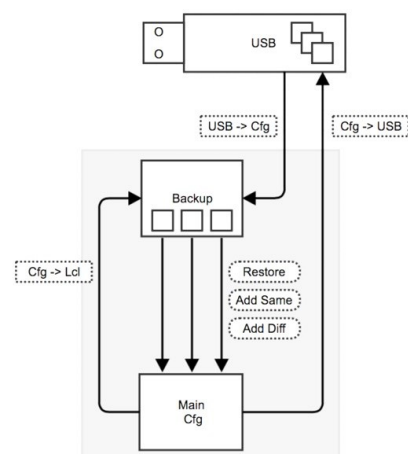 O
O
USB
USB -> Cfg
Cfg -> USB
Backup
Cfg -> Lcl
Restore
Add Same
Add Diff
Main
Cfg